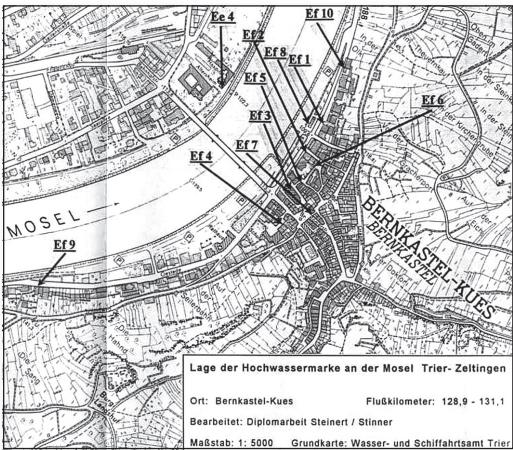 Ee 4
Ef 10
Ef 2
Ef 8
Ef 1
Ef 5
Ef 3
Ef 6
Ef 7
Ef 4
MOSEL
BERNKASTEL-KUES
BERNKASTEL
Ef 9
Lage der Hochwassermarke an der Mosel Trier- Zeltingen
Ort: Bernkastel-Kues Flußkilometer: 128,9 - 131,1
Bearbeitet: Diplomarbeit Steinert / Stinner
Maßstab: 1: 5000 Grundkarte: Wasser- und Schiffahrtsamt Trier